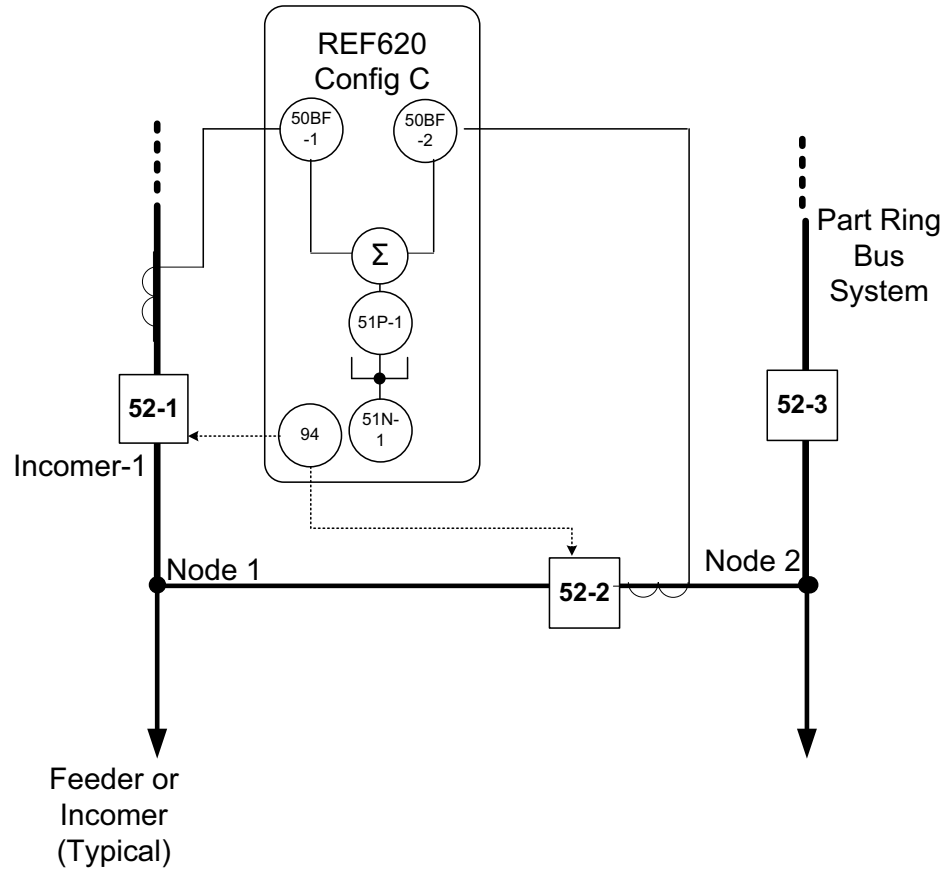 REF620
Config C
50BF
-1
50BF
-2
Σ
51P-1
51N-
1
94
52-1
Incomer-1
Part Ring
Bus
System
52-3
Node 1
Node 2
52-2
Feeder or
Incomer
(Typical)